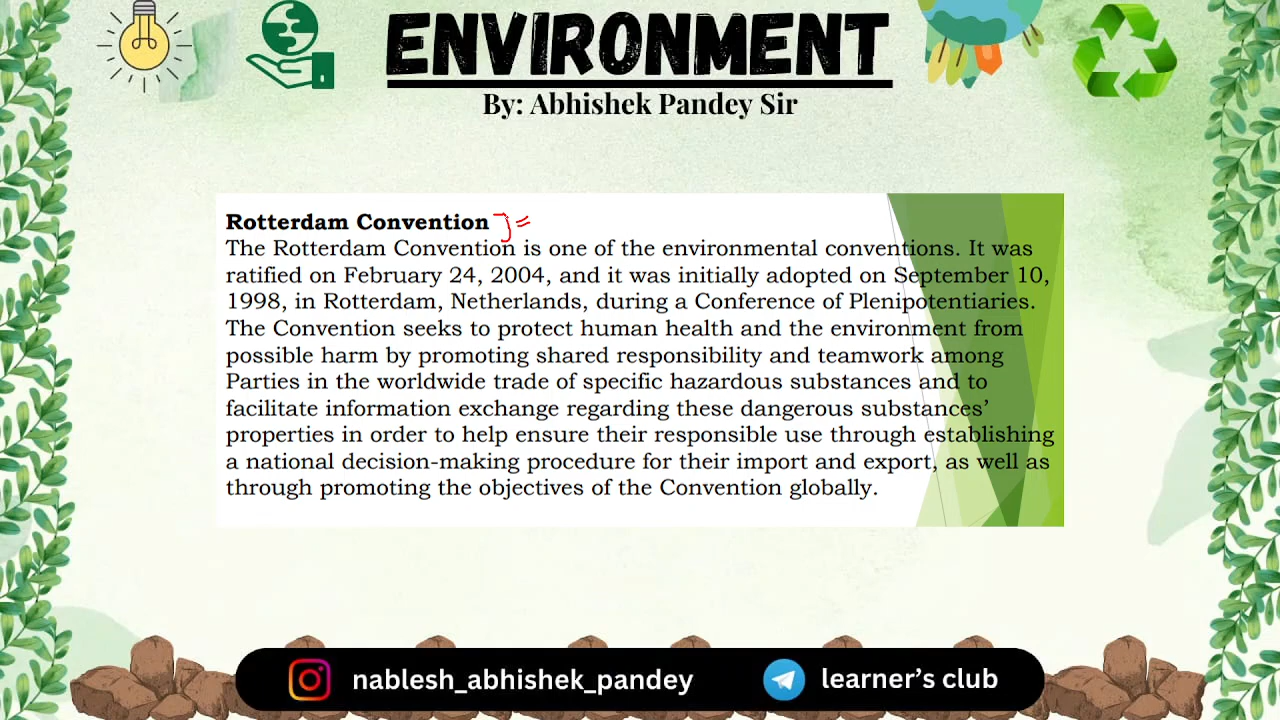 ENVIRONMENT
By: Abhishek Pandey Sir
Rotterdam Convention
The Rotterdam Convention is one of the environmental conventions. It was
ratified on February 24, 2004, and it was initially adopted on September 10,
1998, in Rotterdam, Netherlands, during a Conference of Plenipotentiaries.
The Convention seeks to protect human health and the environment from
possible harm by promoting shared responsibility and teamwork among
Parties in the worldwide trade of specific hazardous substances and to
facilitate information exchange regarding these dangerous substances’
properties in order to help ensure their responsible use through establishing
a national decision-making procedure for their import and export, as well as
through promoting the objectives of the Convention globally.
nablesh_abhishek_pandey
learner’s club